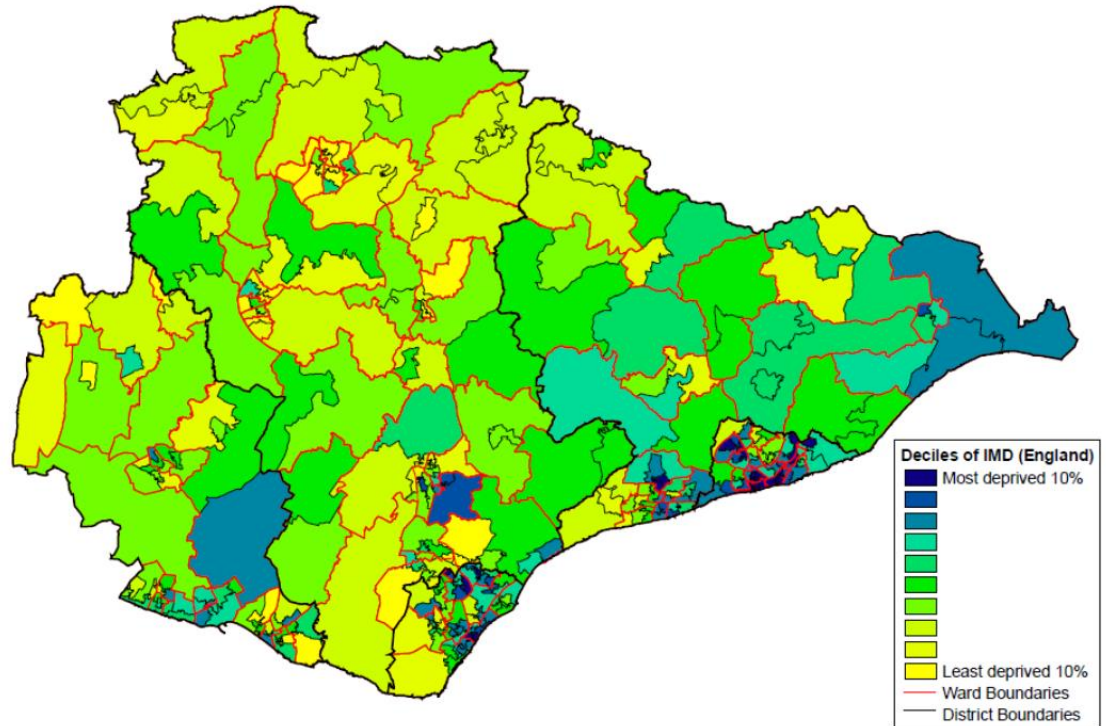 Deciles of IMD (England)
Most deprived 10%
Least deprived 10%
Ward Boundaries
District Boundaries